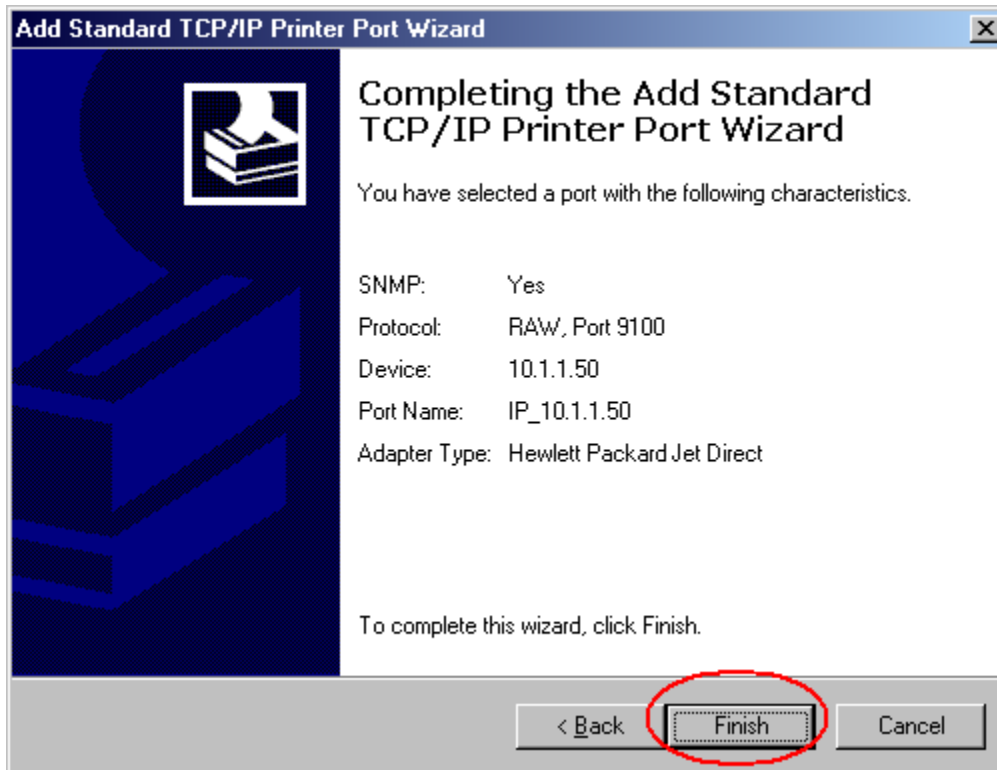 Add Standard TCP/IP Printer Port Wizard
Completing the Add Standard
TCP/IP Printer Port Wizard
You have selected a port with the following characteristics.
SNMP: Yes
Protocol: RAW, Port 9100
Device: 10.1.1.50
Port Name: IP_10.1.1.50
Adapter Type: Hewlett Packard Jet Direct
To complete this wizard, click Finish.
< Back Finish Cancel